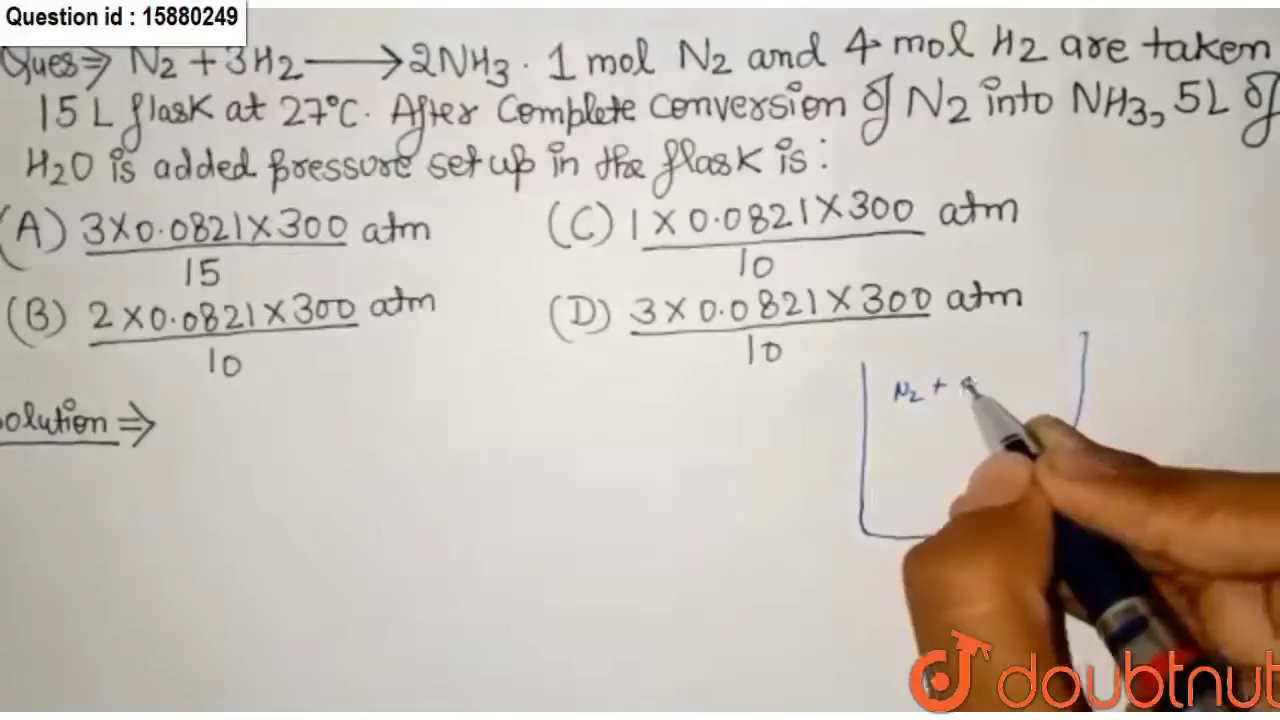 Question id : 15880249
Ques⇒ N2 + 3H2 ⟶ 2NH3. 1 mol N2 and 4 mol H2 are taken
15 L flask at 27°C. After complete conversion of N2 into NH3, 5L of
H2O is added pressure set up in the flask is :
(A) 3×0.0821×300 atm
15
(C) 1×0.0821×300 atm
10
(B) 2×0.0821×300 atm
10
(D) 3×0.0821×300 atm
10
olution ⇒
N2 +
doubtnut